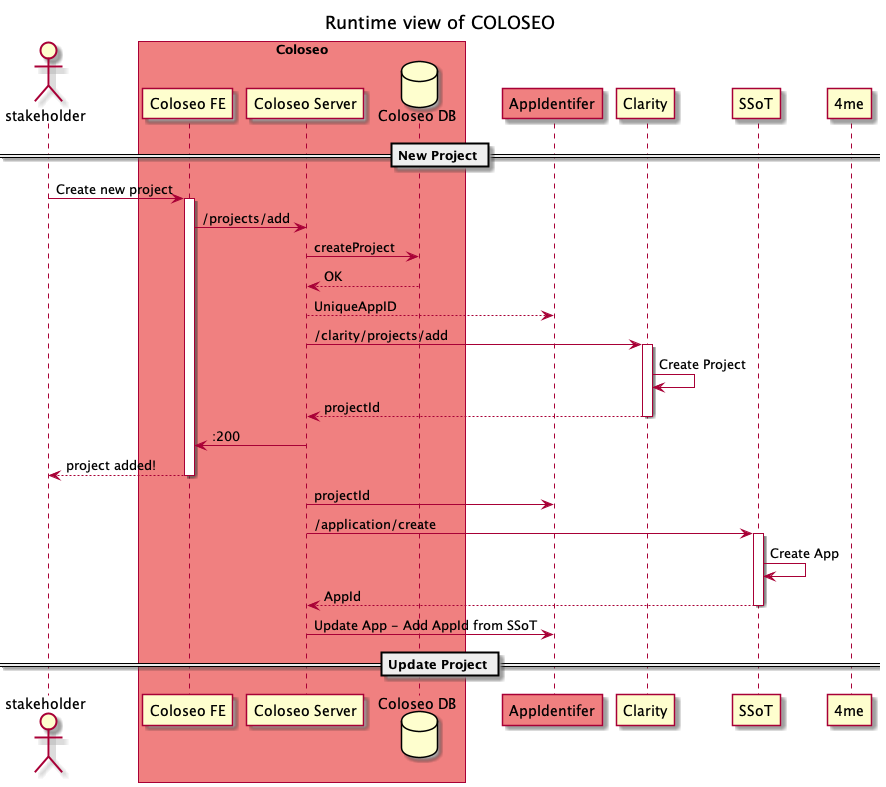 Runtime view of COLOSEO
Coloseo
stakeholder
Coloseo FE
Coloseo Server
Coloseo DB
AppIdentifer
Clarity
SSoT
4me
New Project
Create new project
/projects/add
createProject
OK
UniqueAppID
/clarity/projects/add
Create Project
projectId
:200
project added!
projectId
/application/create
Create App
AppId
Update App - Add AppId from SSoT
Update Project
stakeholder
Coloseo FE
Coloseo Server
Coloseo DB
AppIdentifer
Clarity
SSoT
4me